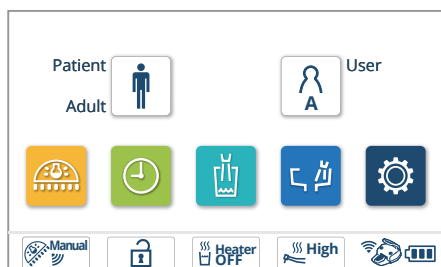 Patient
User
Adult
A
Manual
Heater
OFF
High